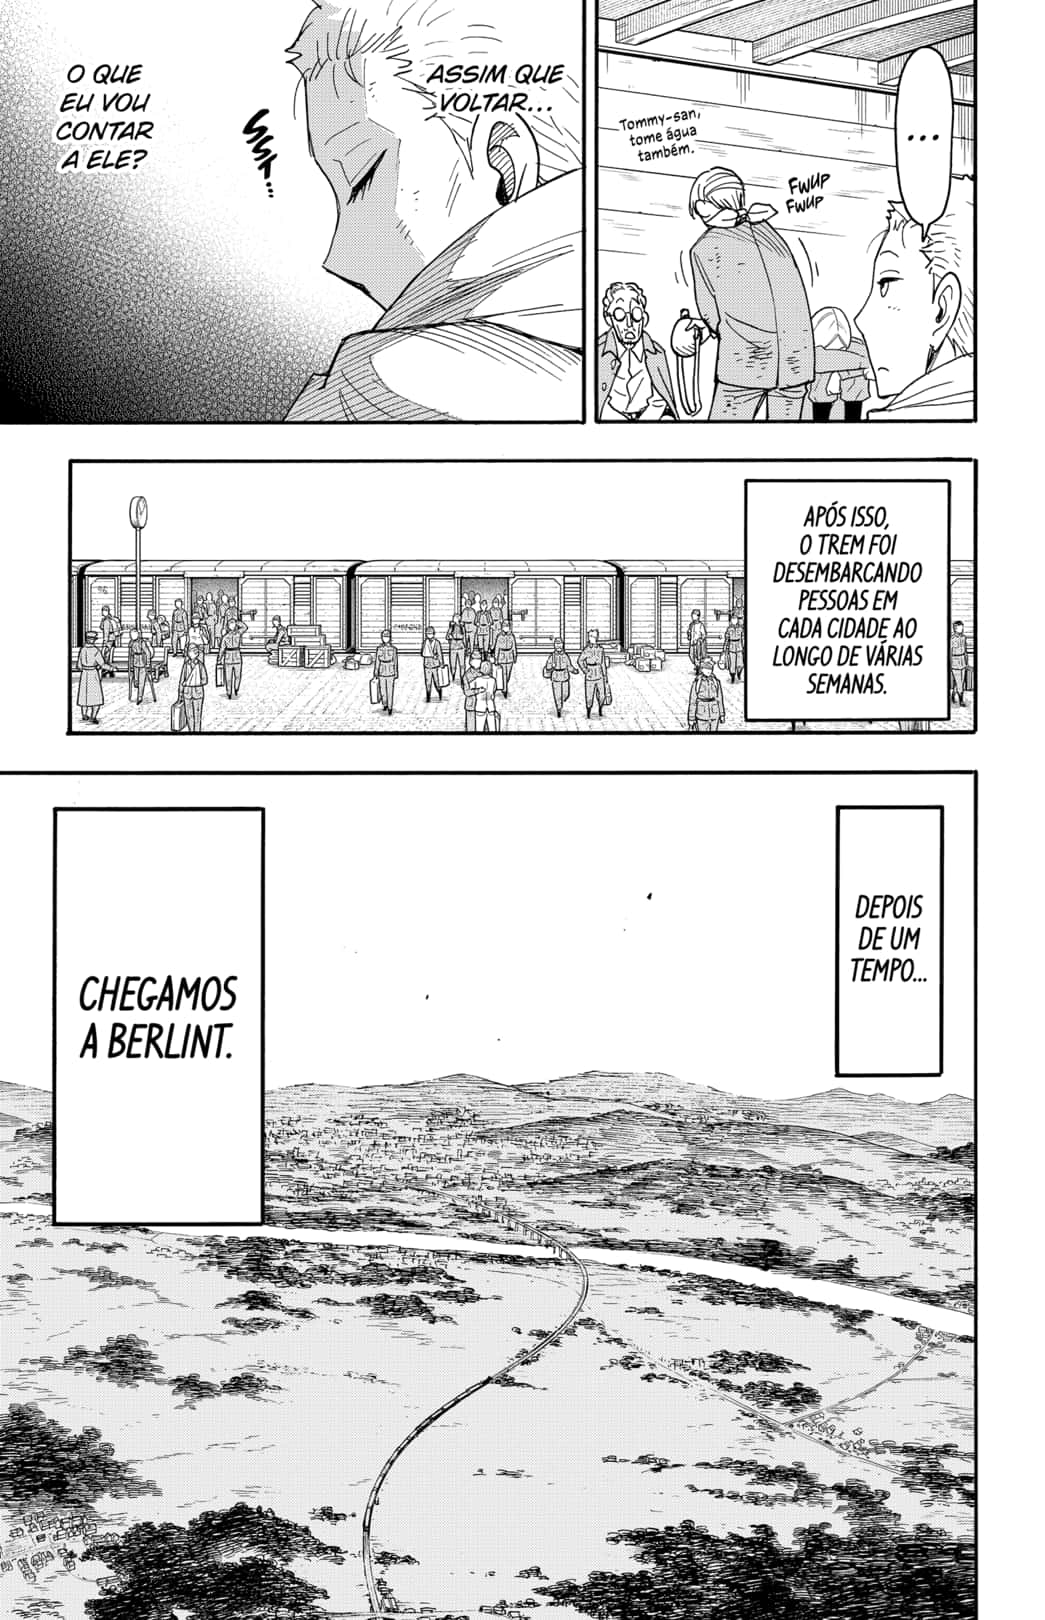 ...
Tommy-san,
tome água
também.
FWUP
FWUP
ASSIM QUE
VOLTAR...
SST...
O QUE
EU VOU
CONTAR
A ELE?
APÓS ISSO,
O TREM FOI
DESEMBARCANDO
PESSOAS EM
CADA CIDADE AO
LONGO DE VÁRIAS
SEMANAS.
DEPOIS
DE UM
TEMPO...
CHEGAMOS
A BERLINT.